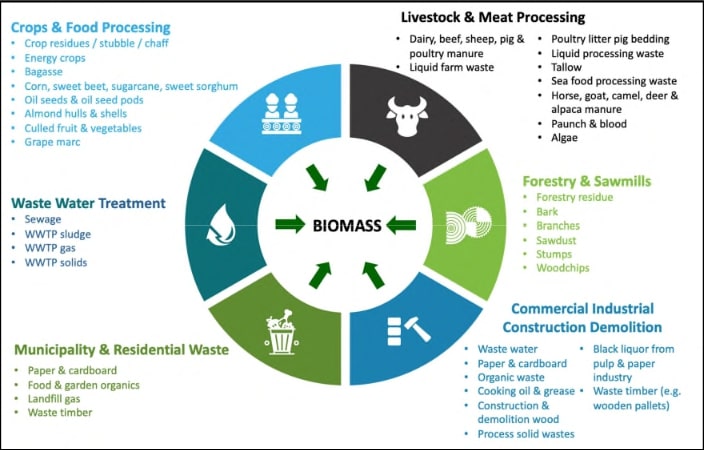 Crops & Food Processing
• Crop residues / stubble / chaff
• Energy crops
• Bagasse
• Corn, sweet beet, sugarcane, sweet sorghum
• Oil seeds & oil seed pods
• Almond hulls & shells
• Culled fruit & vegetables
• Grape marc
Livestock & Meat Processing
• Dairy, beef, sheep, pig &
poultry manure
• Liquid farm waste
• Poultry litter pig bedding
• Liquid processing waste
• Tallow
• Sea food processing waste
• Horse, goat, camel, deer &
alpaca manure
• Paunch & blood
• Algae
Waste Water Treatment
• Sewage
• WWTP sludge
• WWTP gas
• WWTP solids
BIOMASS
Forestry & Sawmills
• Forestry residue
• Bark
• Branches
• Sawdust
• Stumps
• Woodchips
Municipality & Residential Waste
• Paper & cardboard
• Food & garden organics
• Landfill gas
• Waste timber
Commercial Industrial
Construction Demolition
• Waste water
• Paper & cardboard
• Organic waste
• Cooking oil & grease
• Construction &
demolition wood
• Process solid wastes
• Black liquor from
pulp & paper
industry
• Waste timber (e.g.
wooden pallets)